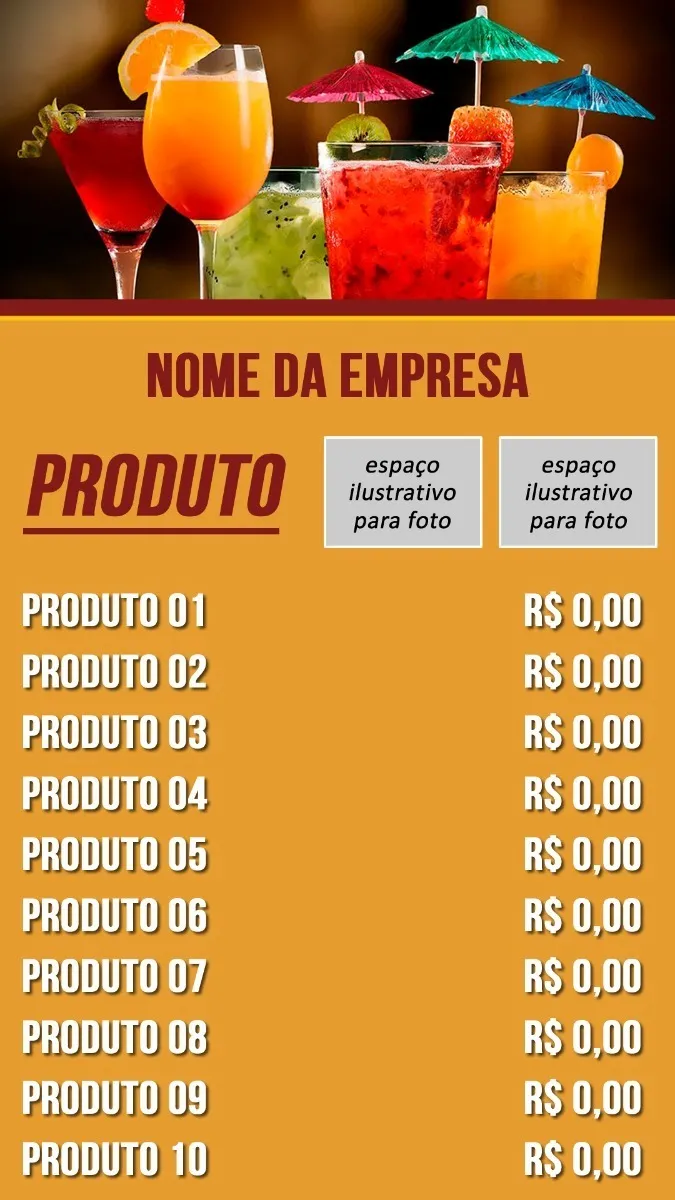 NOME DA EMPRESA
PRODUTO
espaço
ilustrativo
para foto
espaço
ilustrativo
para foto
PRODUTO 01 R$ 0,00
PRODUTO 02 R$ 0,00
PRODUTO 03 R$ 0,00
PRODUTO 04 R$ 0,00
PRODUTO 05 R$ 0,00
PRODUTO 06 R$ 0,00
PRODUTO 07 R$ 0,00
PRODUTO 08 R$ 0,00
PRODUTO 09 R$ 0,00
PRODUTO 10 R$ 0,00